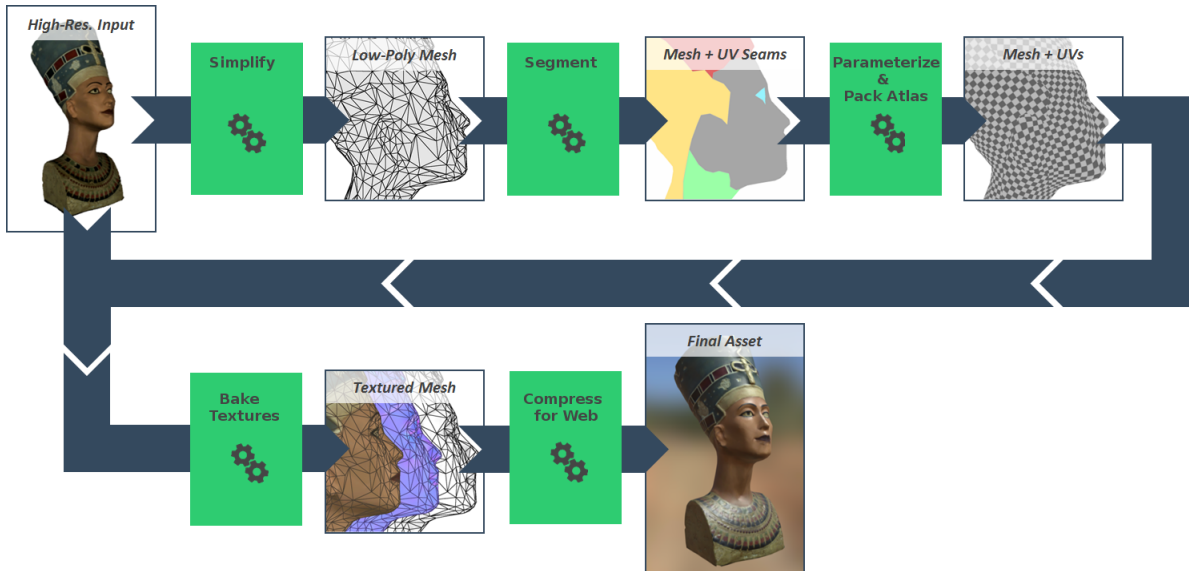 High-Res. Input
Simplify
Low-Poly Mesh
Segment
Mesh + UV Seams
Parameterize
&
Pack Atlas
Mesh + UVs
Bake
Textures
Textured Mesh
Compress
for Web
Final Asset